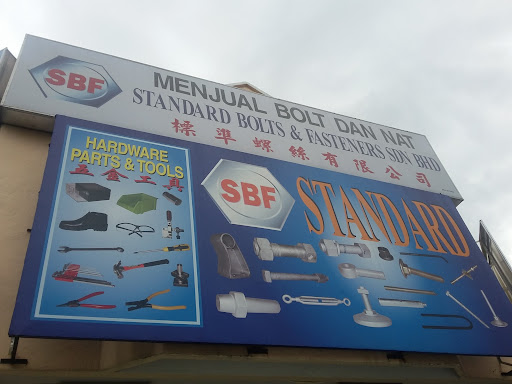 SBF
MENJUAL BOLT DAN NAT
STANDARD BOLTS & FASTENERS SDN BHD
標準螺絲有限公司
HARDWARE
PARTS & TOOLS
五金工具
SBF
STANDARD